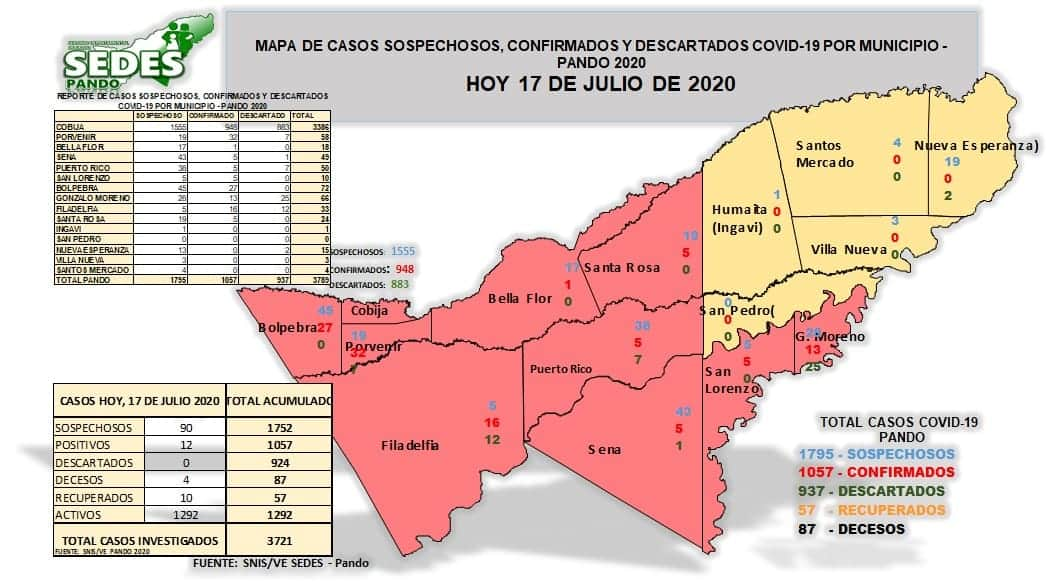 SEDES
PANDO
MAPA DE CASOS SOSPECHOSOS, CONFIRMADOS Y DESCARTADOS COVID-19 POR MUNICIPIO -
PANDO 2020
HOY 17 DE JULIO DE 2020
REPORTE DE CASOS SOSPECHOSOS, CONFIRMADOS Y DESCARTADOS
COVID-19 POR MUNICIPIO - PANDO 2020
SOSPECHOSO CONFIRMADO DESCARTADO TOTAL
COBIJA 1555 948 883 3386
PORVENIR 19 32 7 58
BELLA FLOR 17 1 0 18
SENA 43 5 1 49
PUERTO RICO 38 5 7 50
SAN LORENZO 5 5 0 10
BOLPEBRA 45 27 0 72
GONZALO MORENO 28 13 25 66
FILADELFIA 5 16 12 33
SANTA ROSA 19 5 0 24
INGAVI 1 0 0 1
SAN PEDRO 0 0 0 0
NUEVA ESPERANZA 13 0 2 15
VILLA NUEVA 3 0 0 3
SANTOS MERCADO 4 0 0 4
TOTAL PANDO 1795 1057 937 3789
SOSPECHOSOS: 1555
CONFIRMADOS: 948
DESCARTADOS: 883
Santos
Mercado
4
0
0
Nueva Esperanza)
19
0
2
Humaita
(Ingavi)
1
0
0
Villa Nueva
3
0
0
Santa Rosa
19
5
0
Bella Flor
17
1
0
San Pedro(
0
0
0
Cobija
Bolpebra
45
27
0
Porvenir
19
32
7
Puerto Rico
38
5
7
G. Moreno
28
13
25
San
Lorenzo
5
5
0
Filadelfia
5
16
12
Sena
43
5
1
CASOS HOY, 17 DE JULIO 2020 TOTAL ACUMULADO
SOSPECHOSOS 90 1752
POSITIVOS 12 1057
DESCARTADOS 0 924
DECESOS 4 87
RECUPERADOS 10 57
ACTIVOS 1292 1292
TOTAL CASOS INVESTIGADOS 3721
FUENTE: SNIS/VE PANDO 2020
FUENTE: SNIS/VE SEDES - Pando
TOTAL CASOS COVID-19
PANDO
1795 - SOSPECHOSOS
1057 - CONFIRMADOS
937 - DESCARTADOS
57 - RECUPERADOS
87 - DECESOS